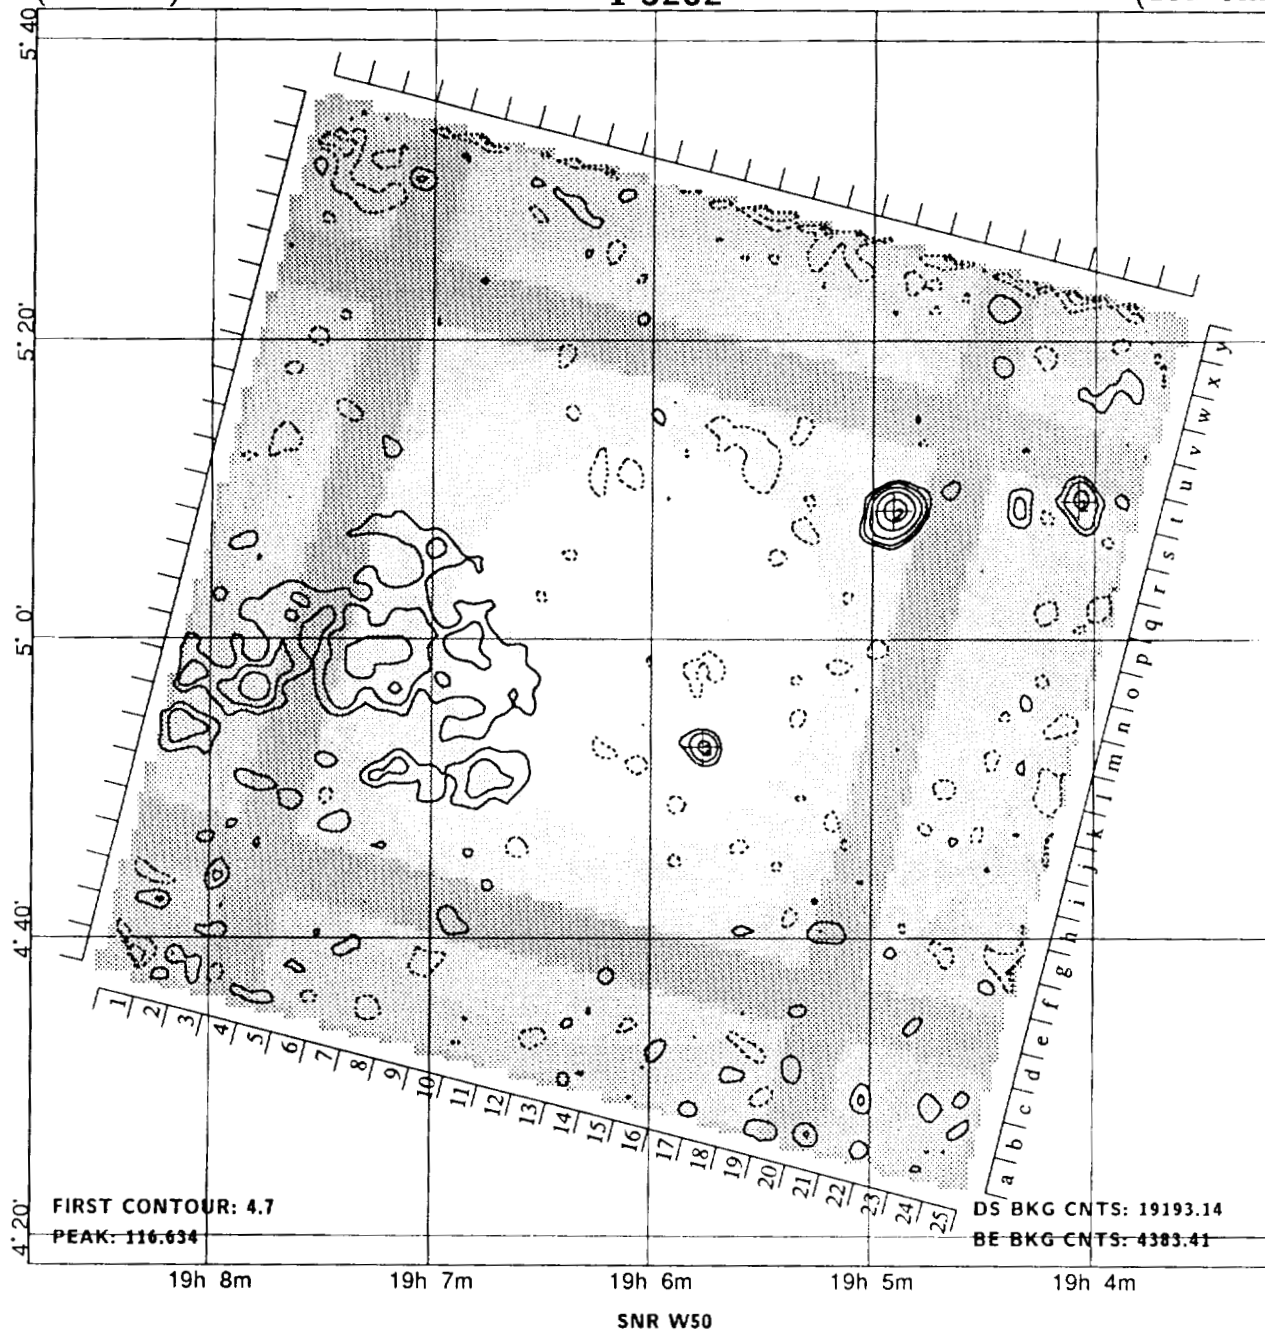 5° 40'
5° 20'
5° 0'
4° 40'
4° 20'
y
x
w
v
u
t
s
r
q
p
o
n
m
l
k
j
i
h
g
f
e
d
c
b
a
1 2 3 4 5 6 7 8 9 10 11 12 13 14 15 16 17 18 19 20 21 22 23 24 25
FIRST CONTOUR: 4.7
PEAK: 116.634
DS BKG CNTS: 19193.14
BE BKG CNTS: 4383.41
19h 8m 19h 7m 19h 6m 19h 5m 19h 4m
SNR W50